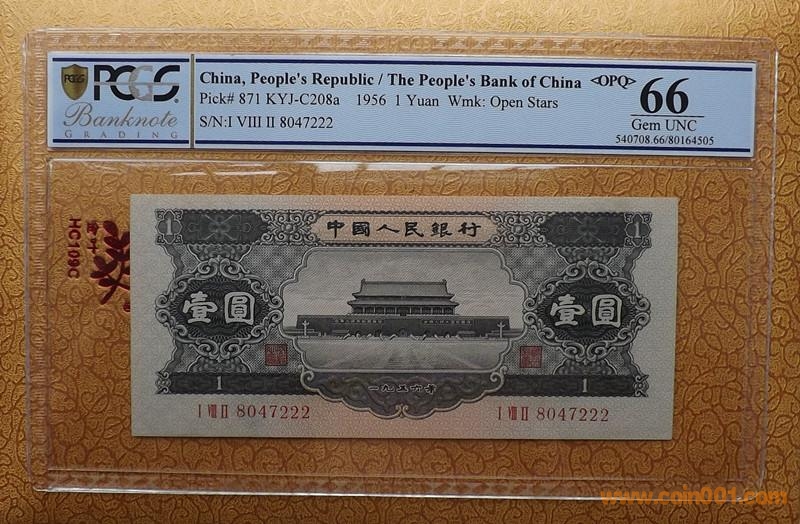 PCGS
Banknote
GRADING
China, People's Republic / The People's Bank of China
Pick# 871 KYJ-C208a 1956 1 Yuan Wmk: Open Stars
S/N:I VIII II 8047222
<OPQ>
66
Gem UNC
540708.66/80164505
HC109C
1
中國人民銀行
1
壹圓
壹圓
1
一九五六年
1
I VIII II 8047222
I VIII II 8047222
www.coin001.com